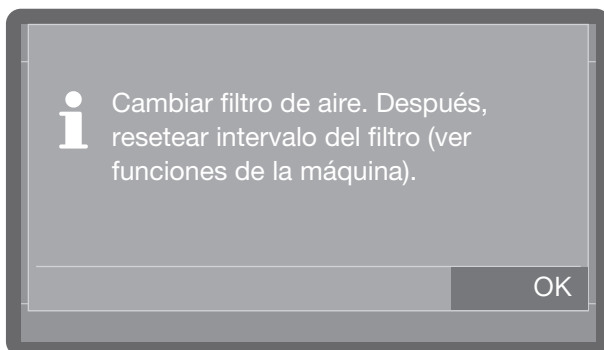 Cambiar filtro de aire. Después,
resetear intervalo del filtro (ver
funciones de la máquina).
OK